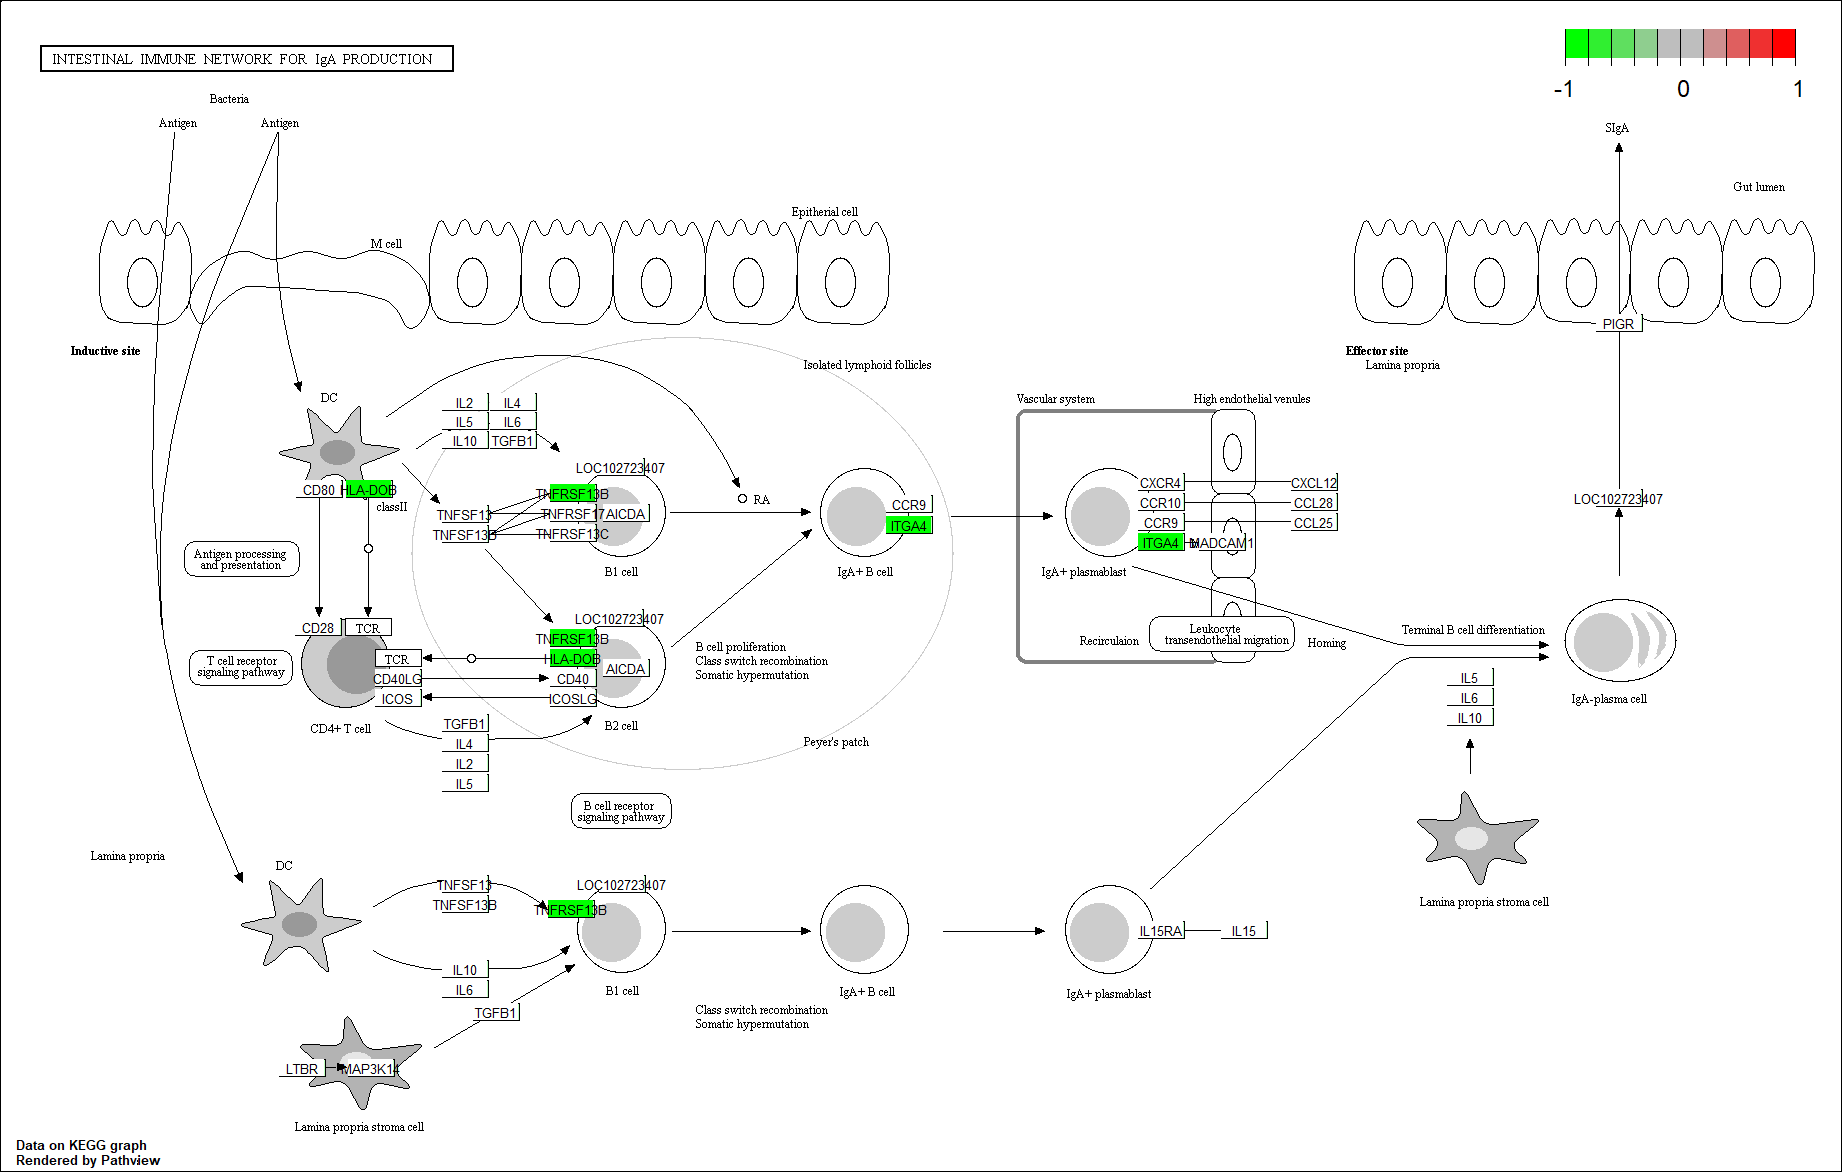 INTESTINAL IMMUNE NETWORK FOR IgA PRODUCTION
-1 0 1
Bacteria
Antigen
Antigen
SIgA
Gut lumen
Epitherial cell
M cell
PIGR
Inductive site
Effector site
Lamina propria
Isolated lymphoid follicles
DC
Vascular system
High endothelial venules
IL2
IL4
IL5
IL6
IL10
TGFB1
LOC102723407
CD80
HLA-DOB
classII
TNFRSF13B
TNFSF13
TNFRSF17
AICDA
TNFSF13B
TNFRSF13C
B1 cell
RA
CCR9
ITGA4
IgA+ B cell
CXCR4
CXCL12
CCR10
CCL28
CCR9
CCL25
ITGA4
MADCAM1
IgA+ plasmablast
LOC102723407
Antigen processing
and presentation
CD28
TCR
LOC102723407
TNFRSF13B
TCR
HLA-DOB
AICDA
CD40LG
CD40
ICOS
ICOSLG
T cell receptor
signaling pathway
CD4+ T cell
B2 cell
B cell proliferation
Class switch recombination
Somatic hypermutation
Recirculaion
Leukocyte
transendothelial migration
Homing
Terminal B cell differentiation
IL5
IL6
IL10
IgA-plasma cell
TGFB1
IL4
IL2
IL5
Peyer's patch
B cell receptor
signaling pathway
Lamina propria
DC
TNFSF13
TNFSF13B
LOC102723407
TNFRSF13B
IL10
IL6
TGFB1
B1 cell
IgA+ B cell
IL15RA
IL15
IgA+ plasmablast
Class switch recombination
Somatic hypermutation
Lamina propria stroma cell
LTBR
MAP3K14
Lamina propria stroma cell
Data on KEGG graph
Rendered by Pathview